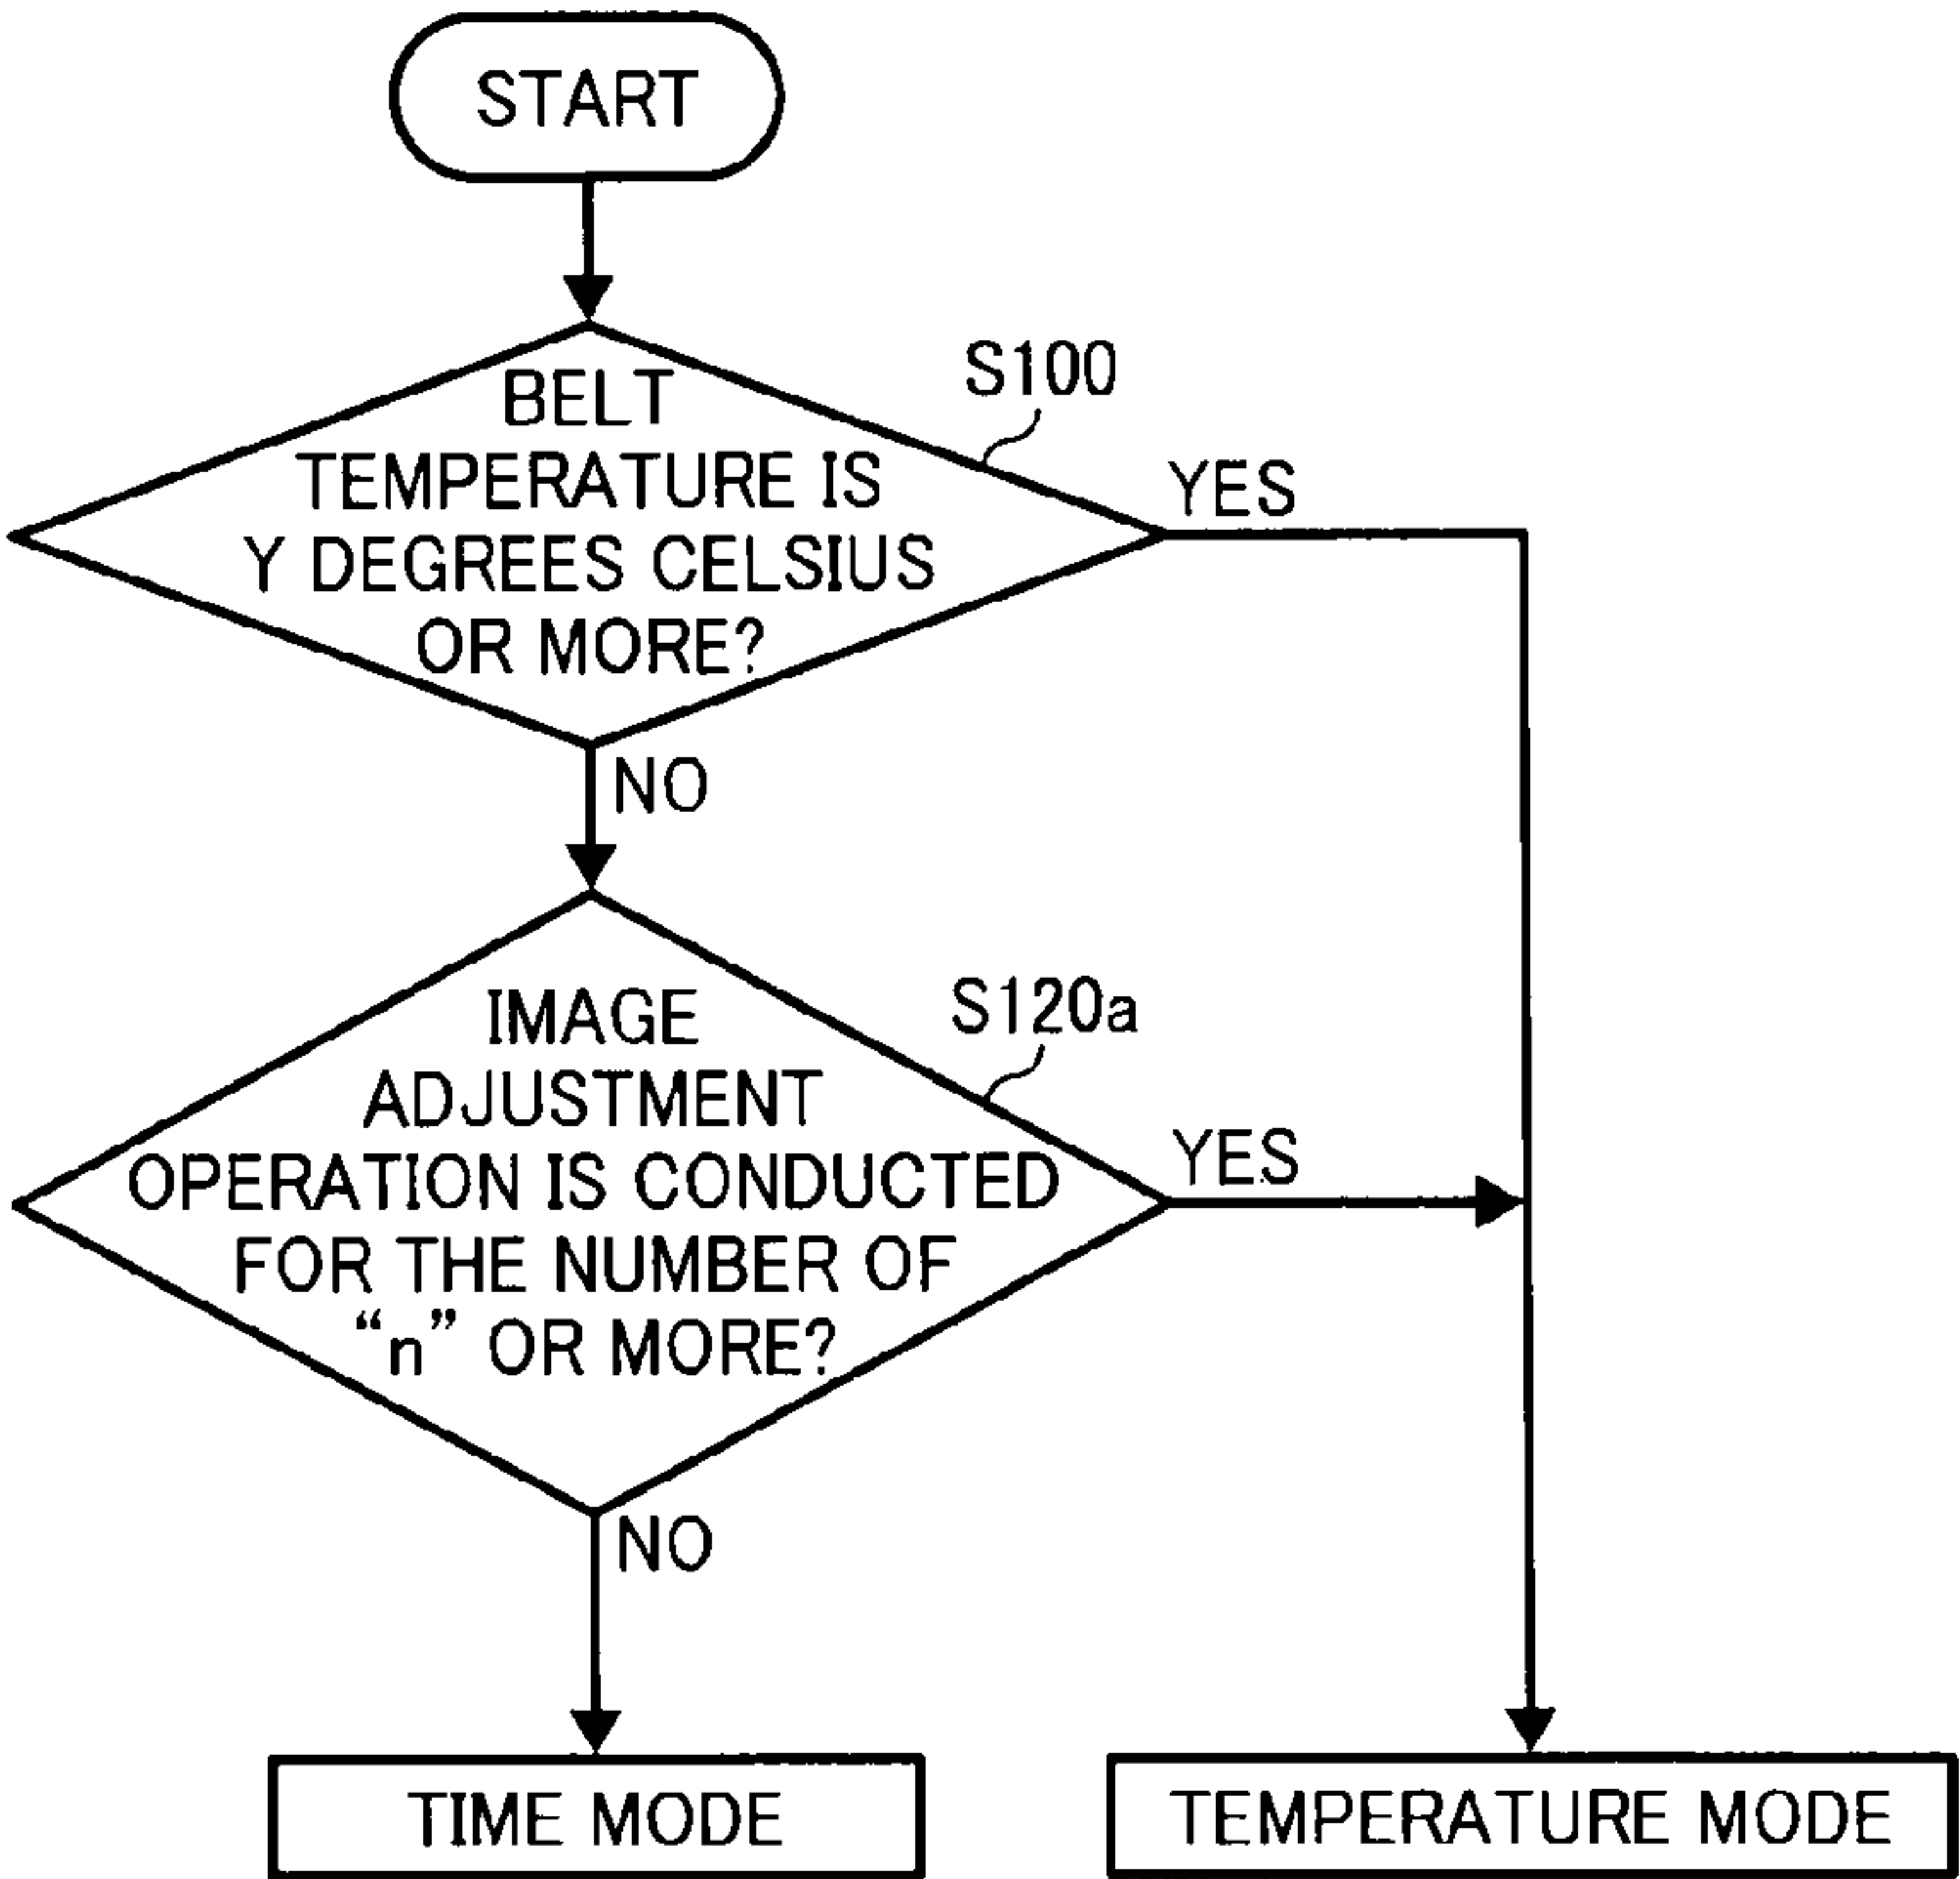 START
S100
BELT
TEMPERATURE IS
Y DEGREES CELSIUS
OR MORE?
YES
NO
S120a
IMAGE
ADJUSTMENT
OPERATION IS CONDUCTED
FOR THE NUMBER OF
“n” OR MORE?
YES
NO
TIME MODE
TEMPERATURE MODE